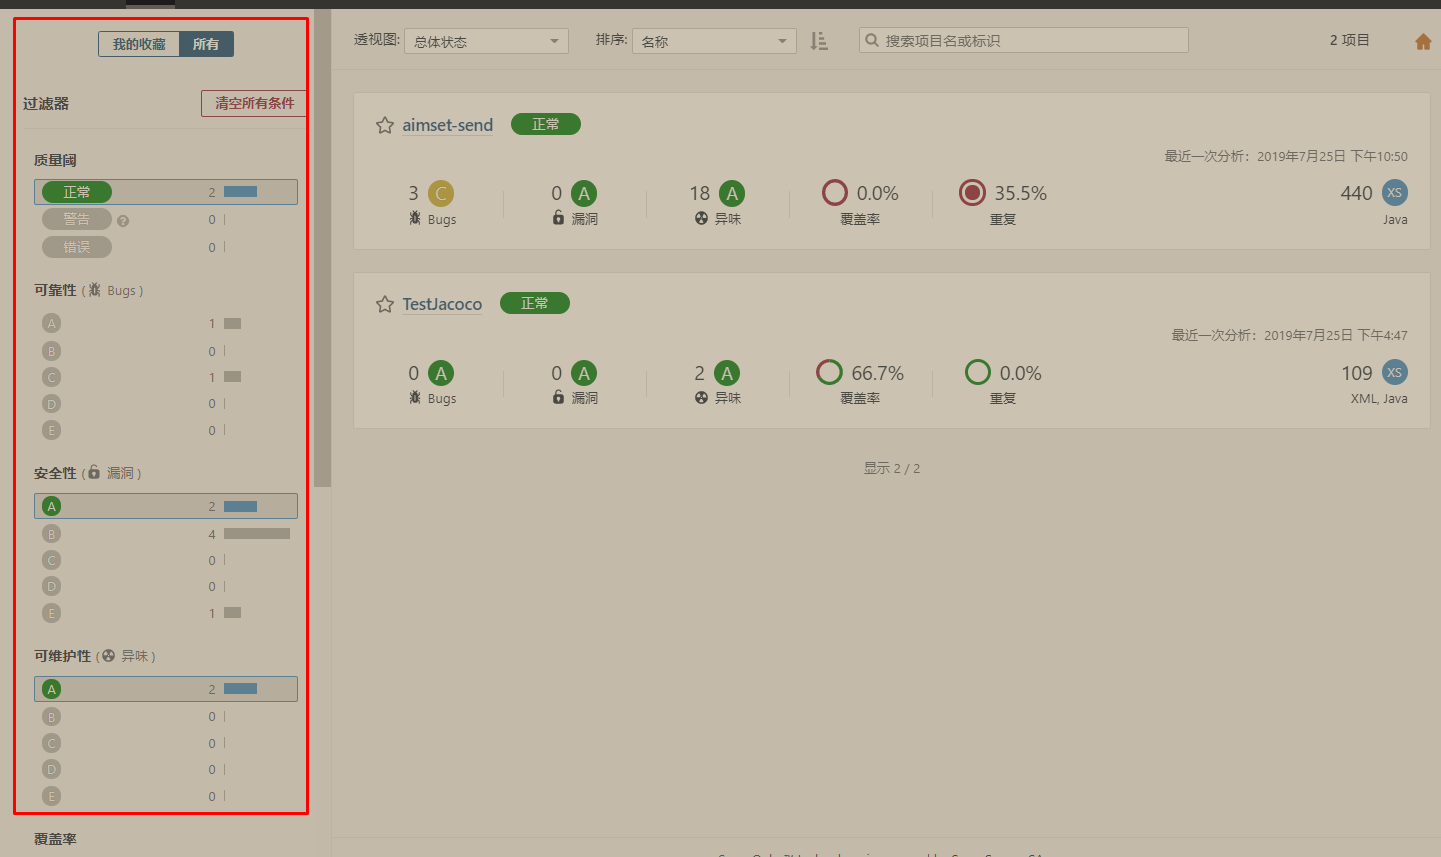 我的收藏 所有
过滤器 清空所有条件
质量阈
正常 2
警告 ? 0
错误 0
可靠性 ( Bugs )
A 1
B 0
C 1
D 0
E 0
安全性 ( 漏洞 )
A 2
B 4
C 0
D 0
E 1
可维护性 ( 异味 )
A 2
B 0
C 0
D 0
E 0
覆盖率
透视图: 总体状态 排序: 名称 搜索项目名或标识 2 项目
aimset-send 正常
最近一次分析: 2019年7月25日 下午10:50
3 C 0 A 18 A 0.0% 35.5% 440 XS
Bugs 漏洞 异味 覆盖率 重复 Java
TestJacoco 正常
最近一次分析: 2019年7月25日 下午4:47
0 A 0 A 2 A 66.7% 0.0% 109 XS
Bugs 漏洞 异味 覆盖率 重复 XML, Java
显示 2 / 2